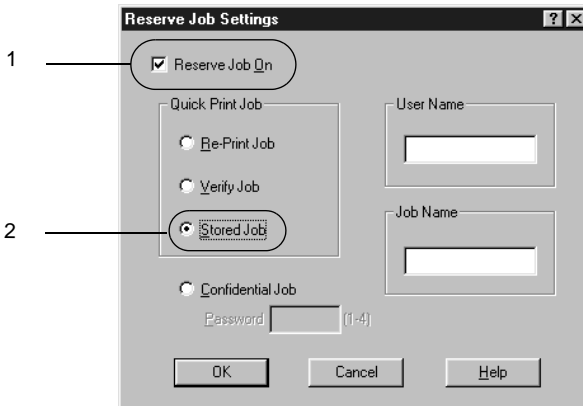 Reserve Job Settings
1
Reserve Job On
Quick Print Job
User Name
Re-Print Job
Verify Job
2
Stored Job
Job Name
Confidential Job
Password (1-4)
OK Cancel Help